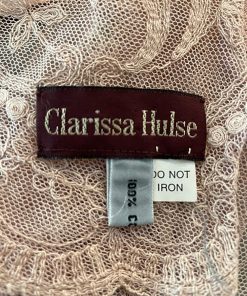 Clarissa Hulse
100% C
DO NOT
IRON